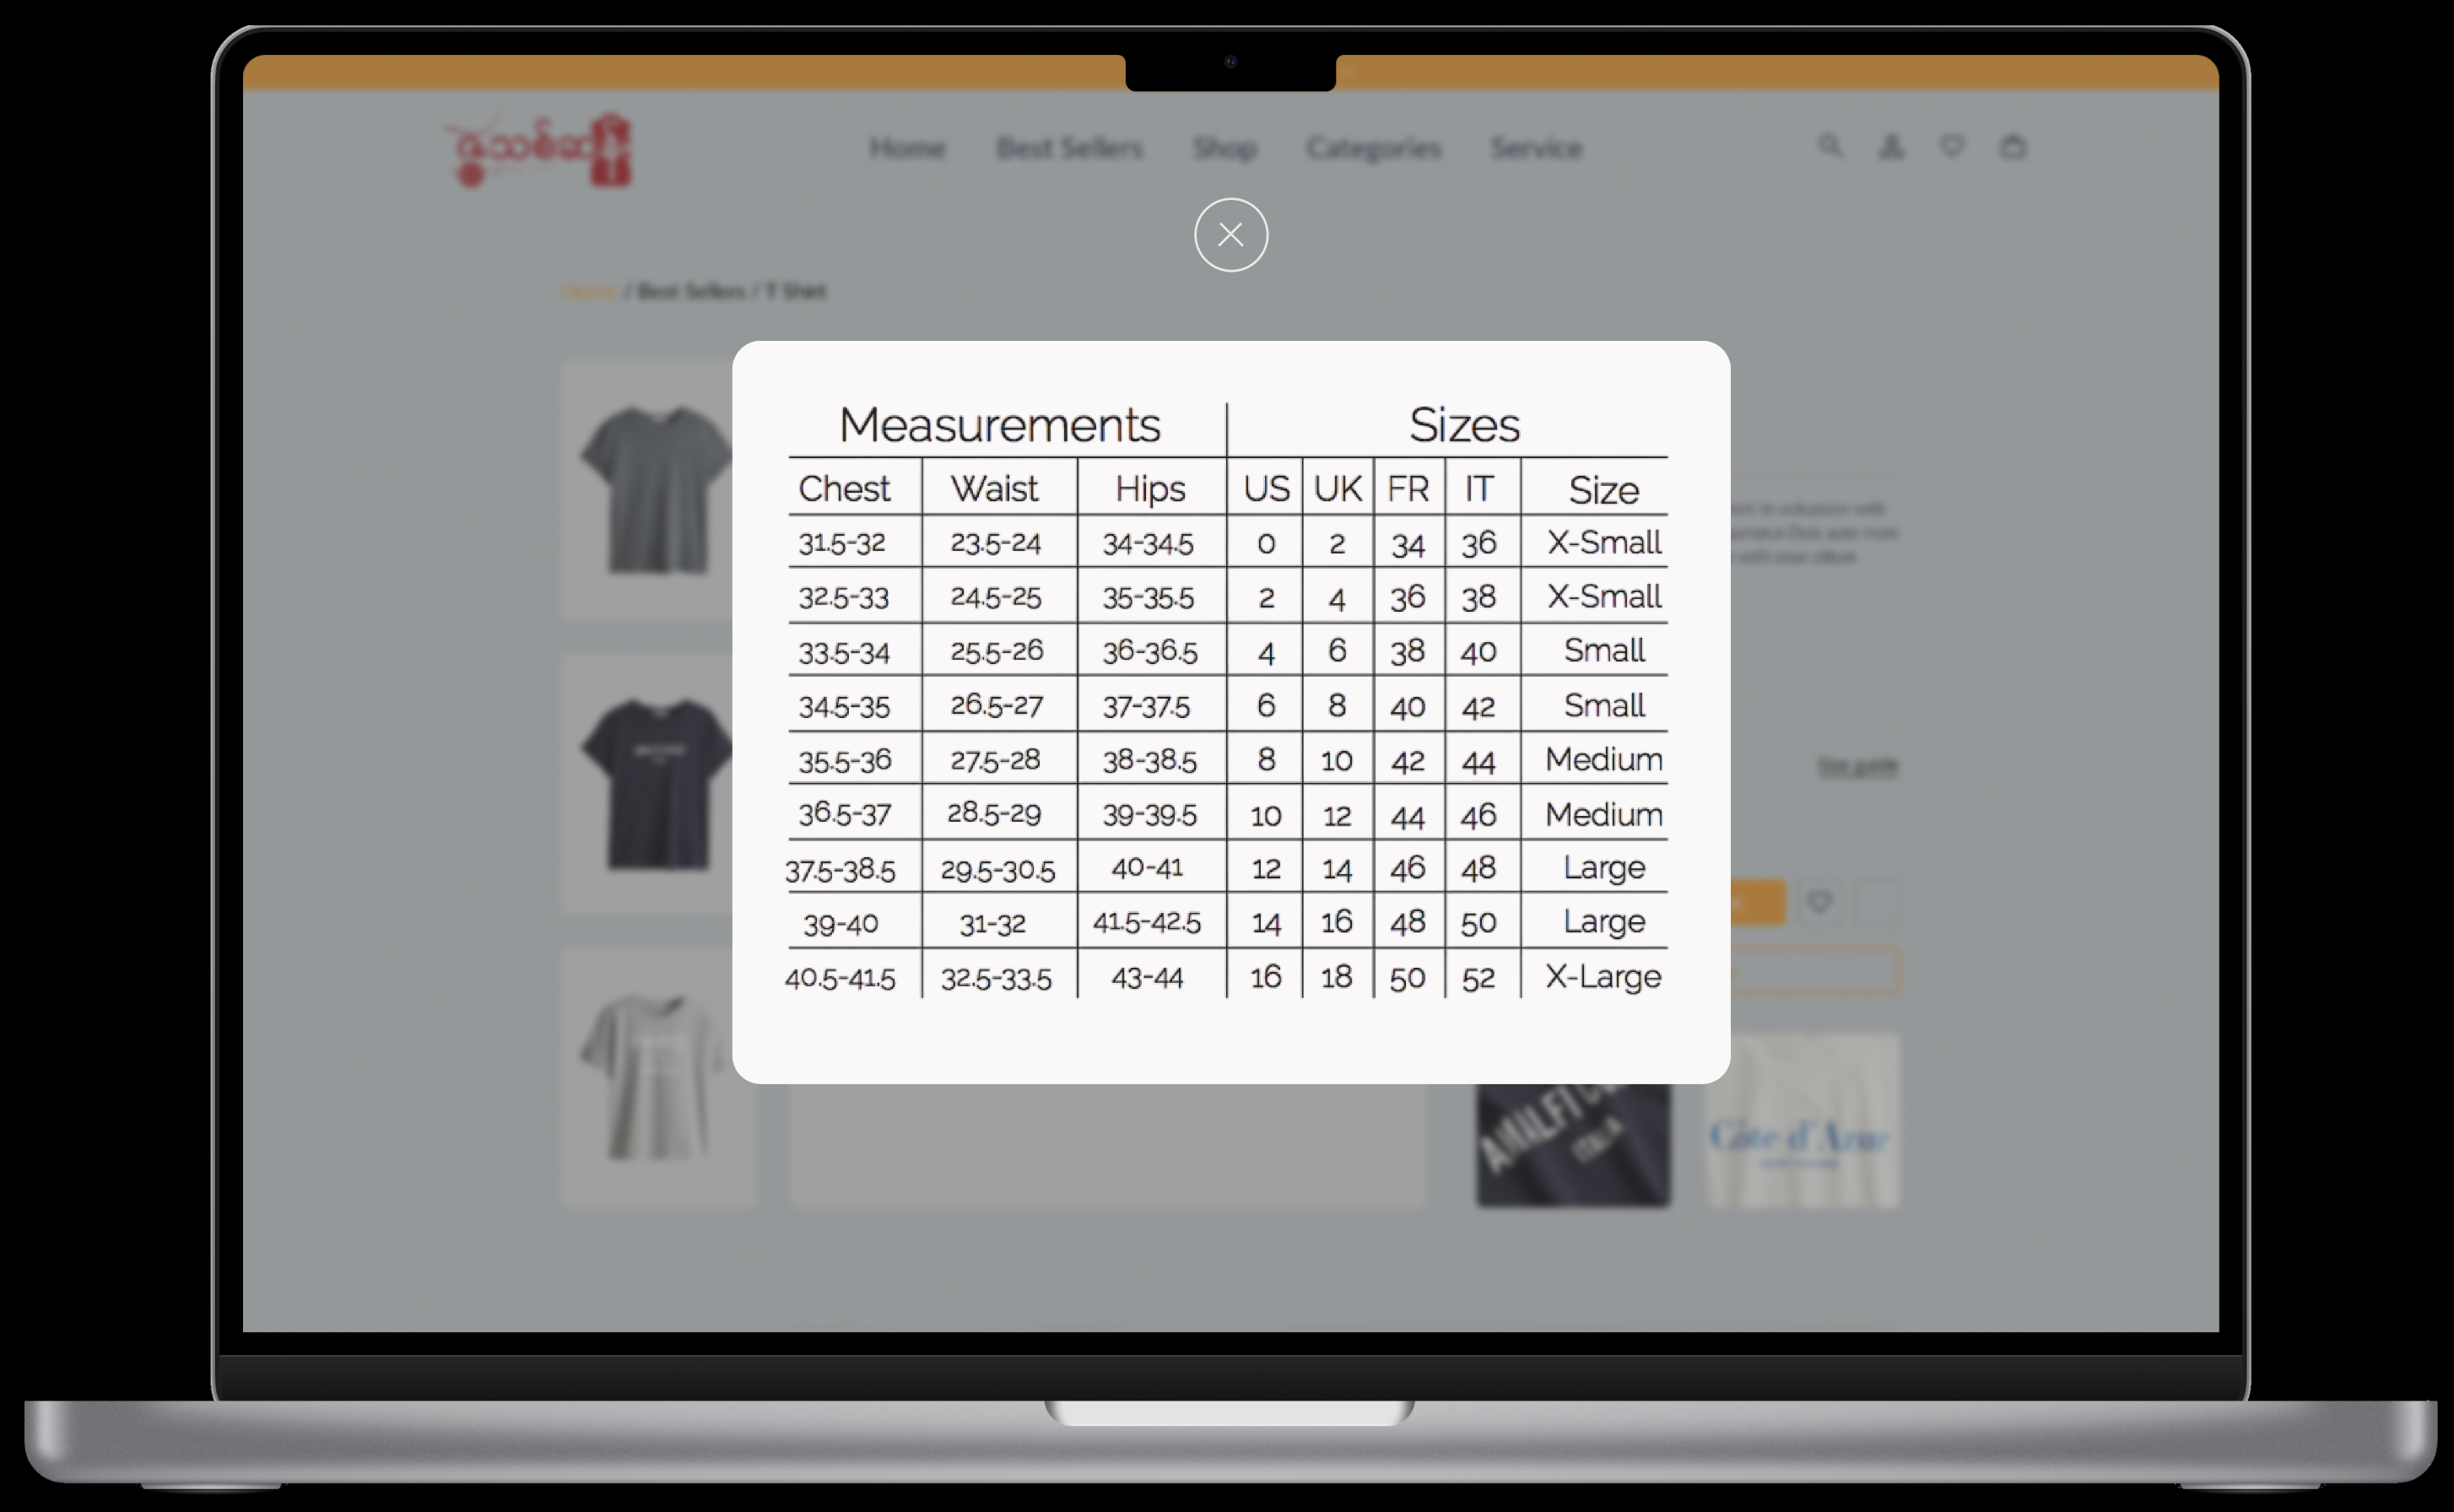 ဇွဲသစ်ဆန်း
Home Best Sellers Shop Categories Service
Home / Best Sellers / T Shirt
Measurements Sizes
Chest Waist Hips US UK FR IT Size
31.5-32 23.5-24 34-34.5 0 2 34 36 X-Small
32.5-33 24.5-25 35-35.5 2 4 36 38 X-Small
33.5-34 25.5-26 36-36.5 4 6 38 40 Small
34.5-35 26.5-27 37-37.5 6 8 40 42 Small
35.5-36 27.5-28 38-38.5 8 10 42 44 Medium
36.5-37 28.5-29 39-39.5 10 12 44 46 Medium
37.5-38.5 29.5-30.5 40-41 12 14 46 48 Large
39-40 31-32 41.5-42.5 14 16 48 50 Large
40.5-41.5 32.5-33.5 43-44 16 18 50 52 X-Large
Size guide
AMALFI
ITALIA
Côte d'Azur